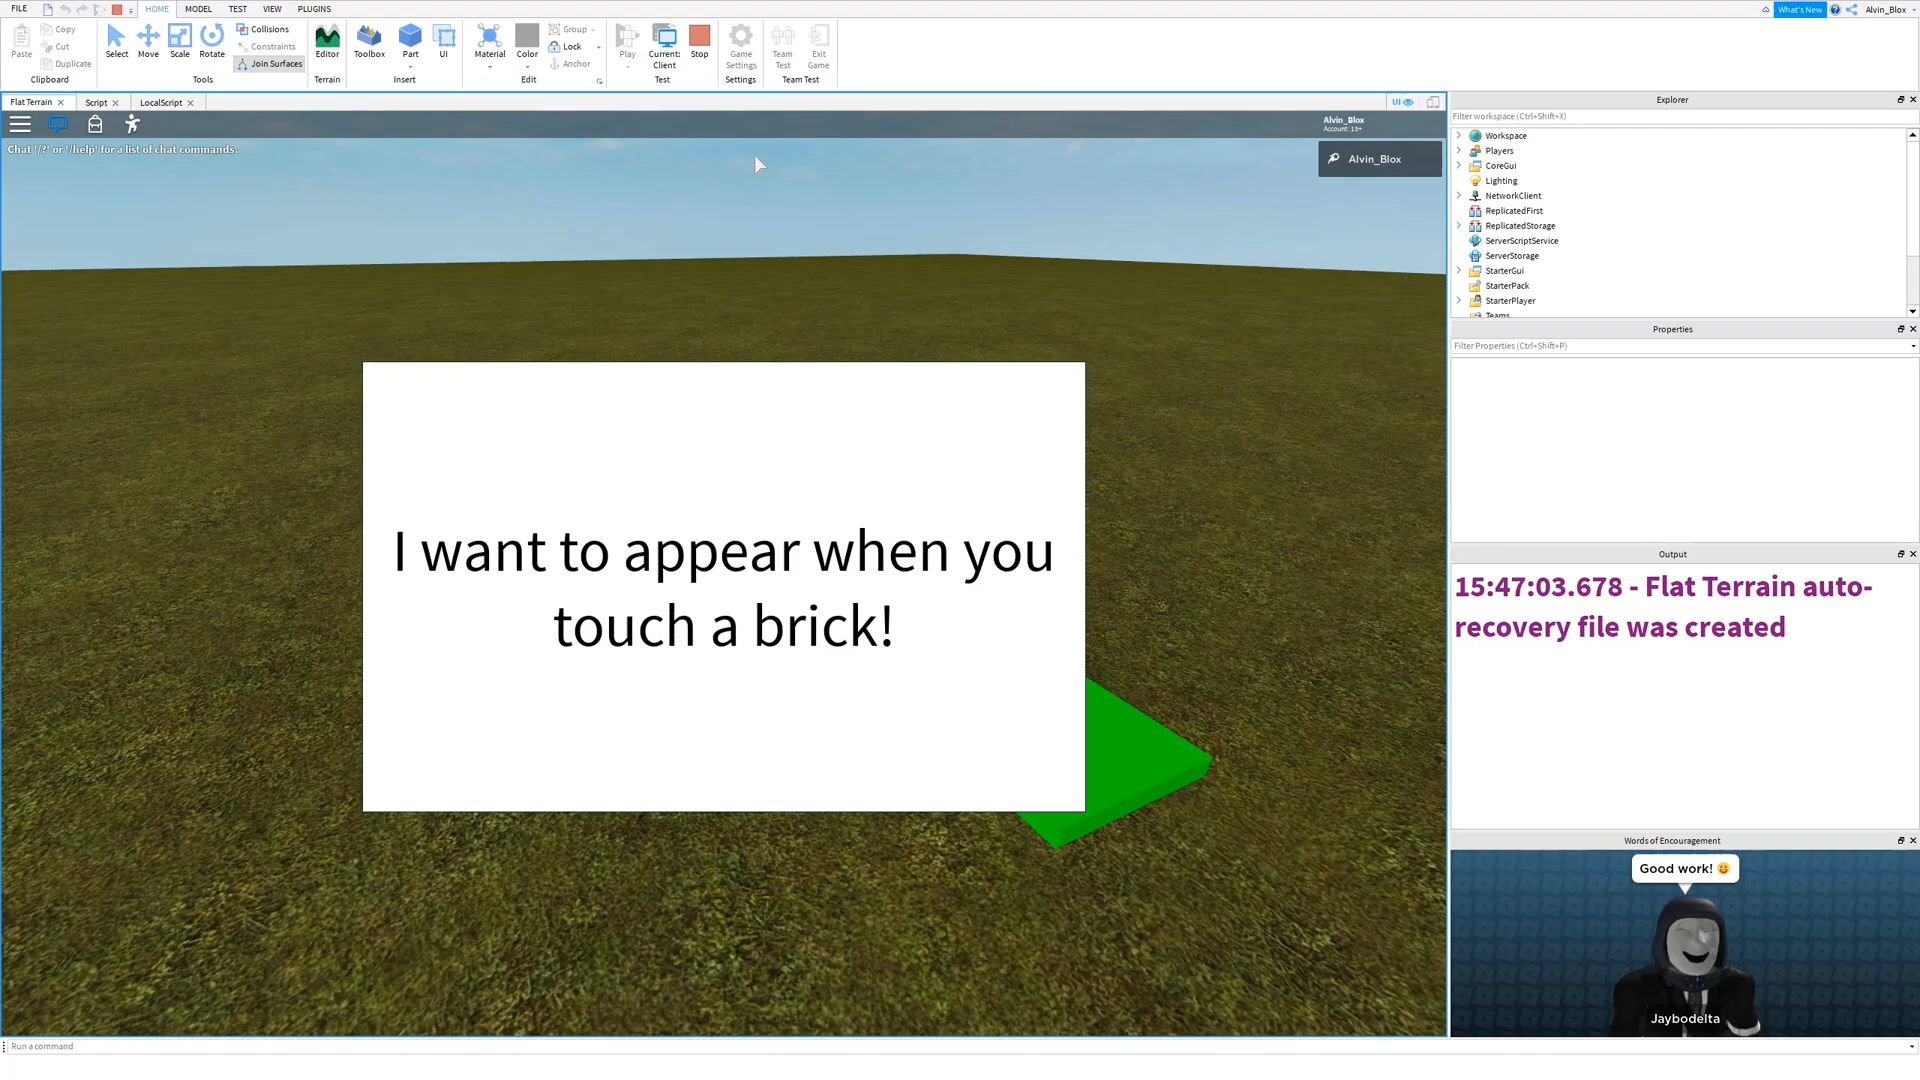 FILE
HOME
MODEL
TEST
VIEW
PLUGINS
What's New
Alvin_Blox
Paste
Copy
Cut
Duplicate
Clipboard
Select
Move
Scale
Rotate
Collisions
Constraints
Join Surfaces
Tools
Editor
Terrain
Toolbox
Part
UI
Insert
Material
Color
Group
Lock
Anchor
Edit
Play
Current:
Client
Stop
Test
Game
Settings
Settings
Team
Test
Exit
Game
Team Test
Flat Terrain
Script
LocalScript
UI
Alvin_Blox
Account: 13+
Chat '/?' or '/help' for a list of chat commands.
Alvin_Blox
I want to appear when you
touch a brick!
Explorer
Filter workspace (Ctrl+Shift+X)
Workspace
Players
CoreGui
Lighting
NetworkClient
ReplicatedFirst
ReplicatedStorage
ServerScriptService
ServerStorage
StarterGui
StarterPack
StarterPlayer
Teams
Properties
Filter Properties (Ctrl+Shift+P)
Output
15:47:03.678 - Flat Terrain auto-
recovery file was created
Words of Encouragement
Good work!
Jaybodelta
Run a command